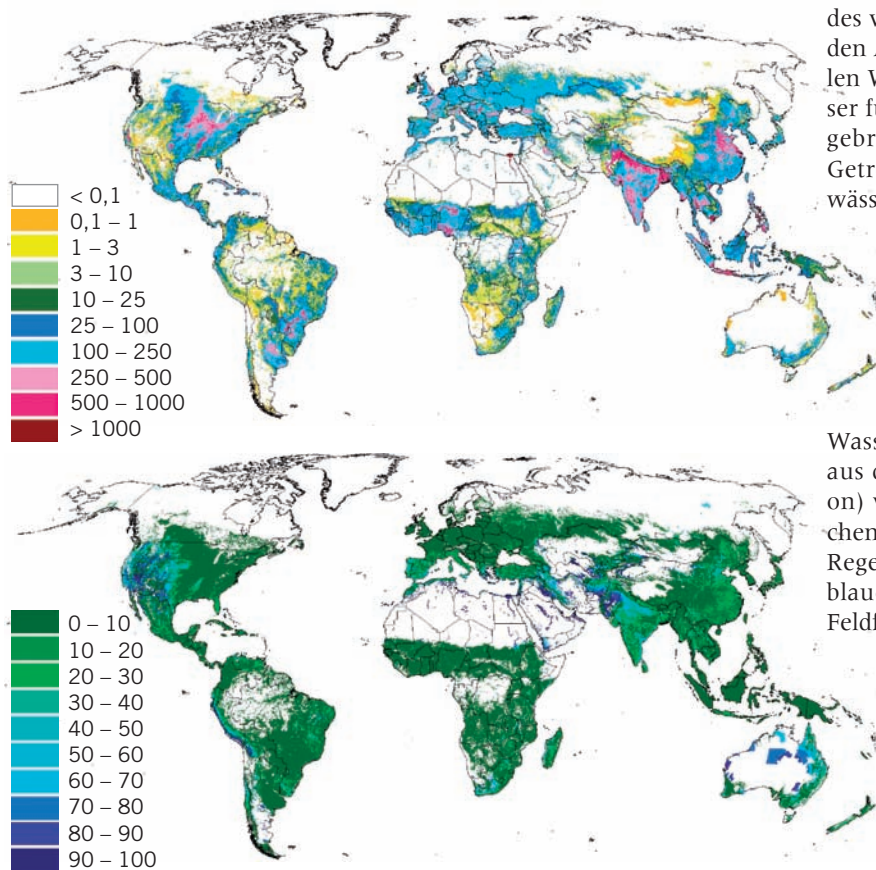 des v
den A
len W
ser fü
gebr
Getr
wäss
< 0,1
0,1 – 1
1 – 3
3 – 10
10 – 25
25 – 100
100 – 250
250 – 500
500 – 1000
> 1000
Wass
aus d
on) v
chen
Rege
blau
Feldf
0 – 10
10 – 20
20 – 30
30 – 40
40 – 50
50 – 60
60 – 70
70 – 80
80 – 90
90 – 100